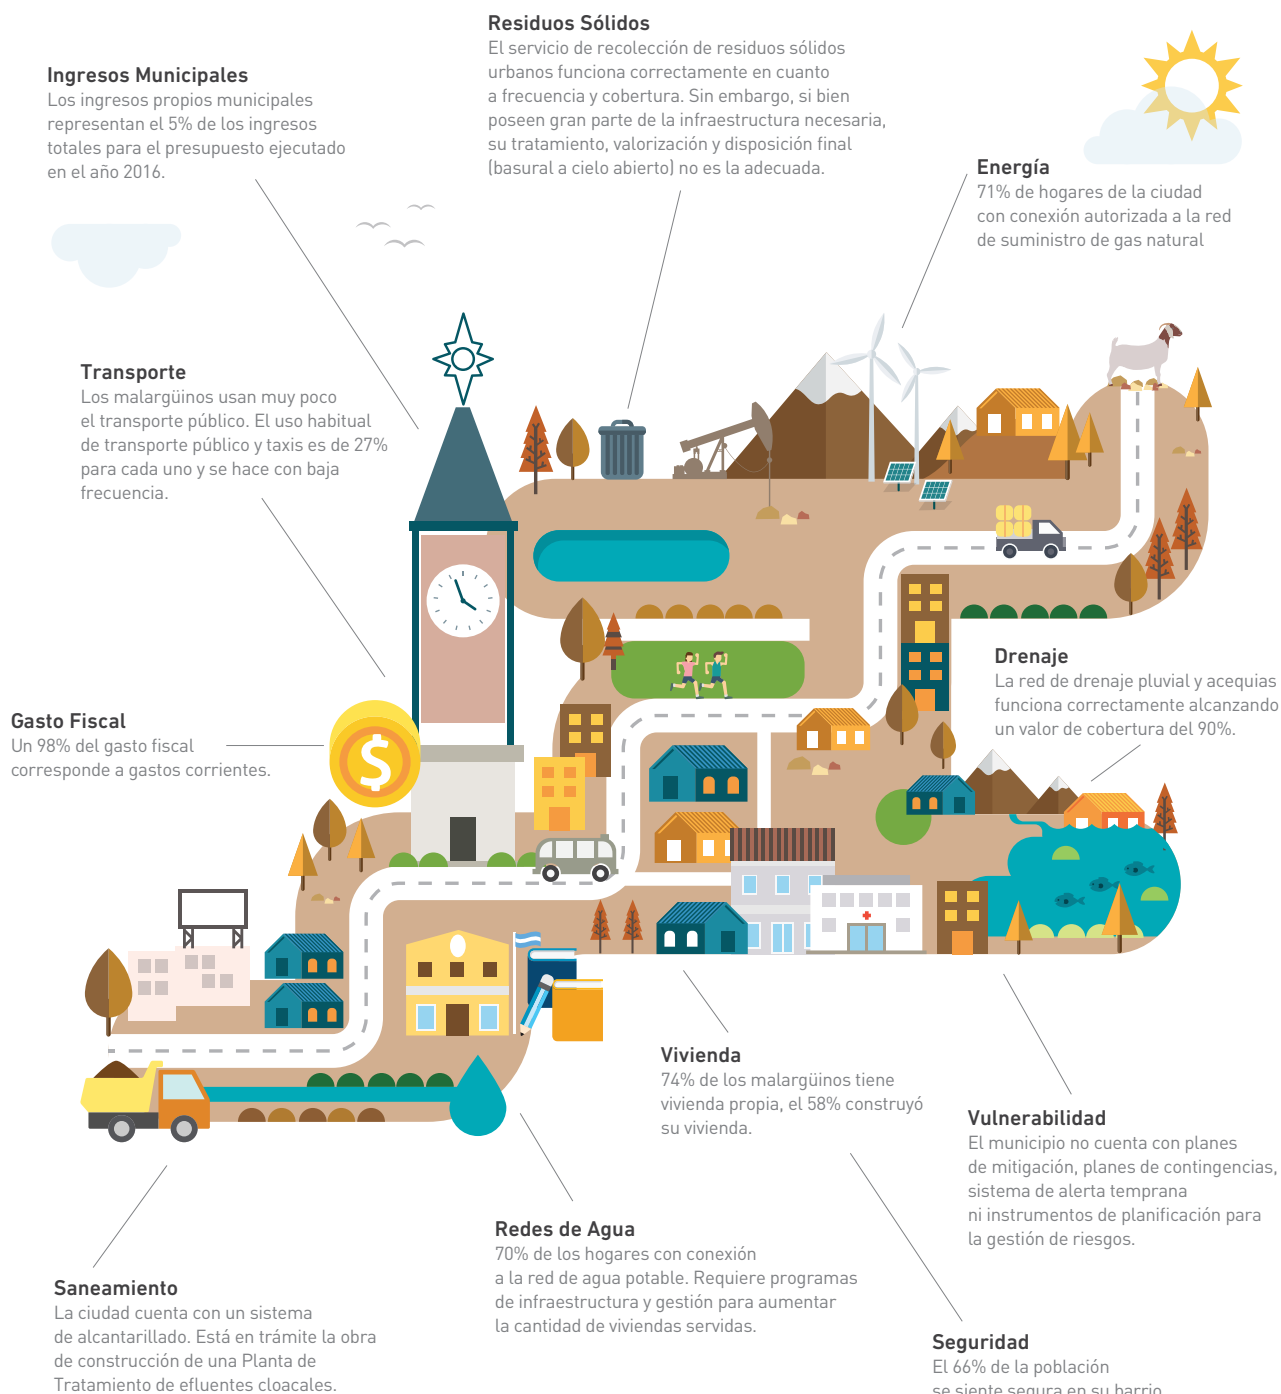 Residuos Sólidos
El servicio de recolección de residuos sólidos
urbanos funciona correctamente en cuanto
a frecuencia y cobertura. Sin embargo, si bien
poseen gran parte de la infraestructura necesaria,
su tratamiento, valorización y disposición final
(basural a cielo abierto) no es la adecuada.
Ingresos Municipales
Los ingresos propios municipales
representan el 5% de los ingresos
totales para el presupuesto ejecutado
en el año 2016.
Energía
71% de hogares de la ciudad
con conexión autorizada a la red
de suministro de gas natural
Transporte
Los malargüinos usan muy poco
el transporte público. El uso habitual
de transporte público y taxis es de 27%
para cada uno y se hace con baja
frecuencia.
Drenaje
La red de drenaje pluvial y acequias
funciona correctamente alcanzando
un valor de cobertura del 90%.
Gasto Fiscal
Un 98% del gasto fiscal
corresponde a gastos corrientes.
$
Vivienda
74% de los malargüinos tiene
vivienda propia, el 58% construyó
su vivienda.
Vulnerabilidad
El municipio no cuenta con planes
de mitigación, planes de contingencias,
sistema de alerta temprana
ni instrumentos de planificación para
la gestión de riesgos.
Redes de Agua
70% de los hogares con conexión
a la red de agua potable. Requiere programas
de infraestructura y gestión para aumentar
la cantidad de viviendas servidas.
Saneamiento
La ciudad cuenta con un sistema
de alcantarillado. Está en trámite la obra
de construcción de una Planta de
Tratamiento de efluentes cloacales.
Seguridad
El 66% de la población
se siente segura en su barrio